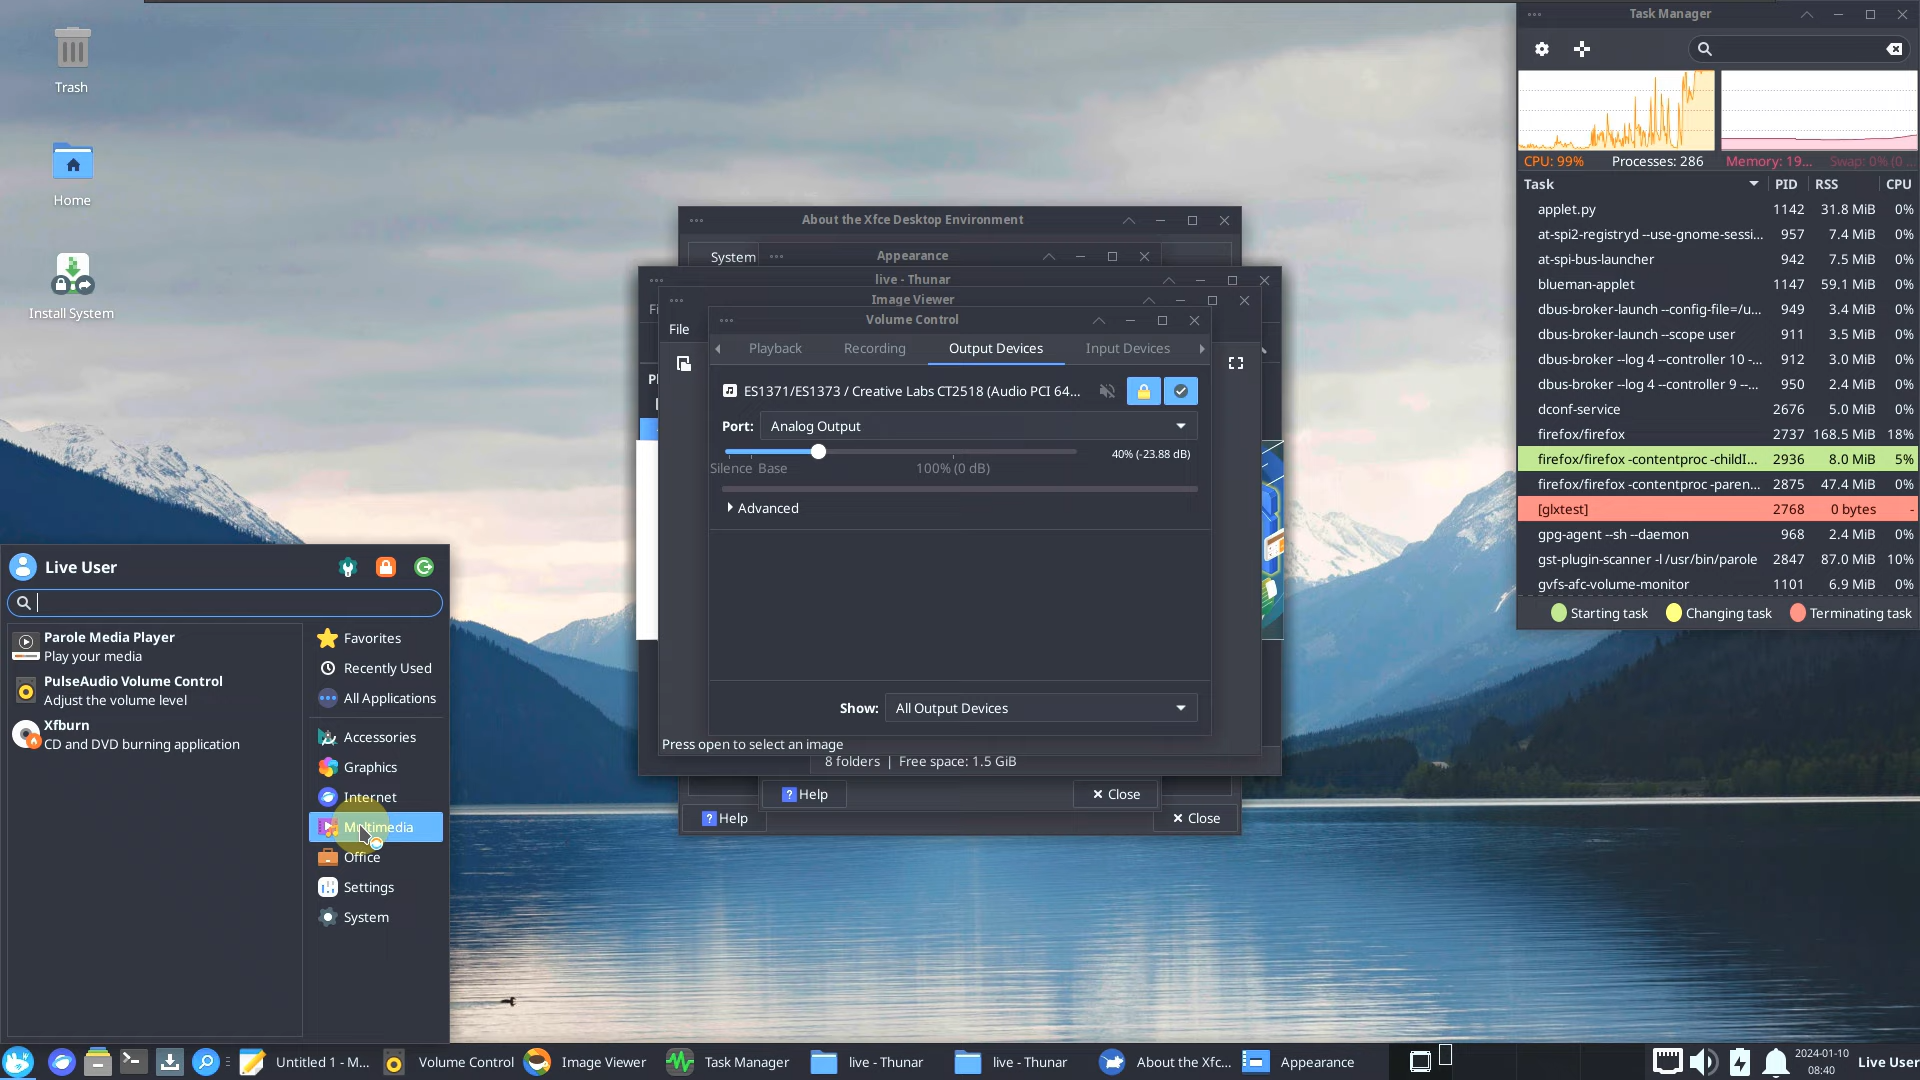 Trash
Home
Install System
Task Manager
CPU: 99%
Processes: 286
Memory: 19...
Swap: 0% (0 ...
Task PID RSS CPU
applet.py 1142 31.8 MiB 0%
at-spi2-registryd --use-gnome-sessi... 957 7.4 MiB 0%
at-spi-bus-launcher 942 7.5 MiB 0%
blueman-applet 1147 59.1 MiB 0%
dbus-broker-launch --config-file=/u... 949 3.4 MiB 0%
dbus-broker-launch --scope user 911 3.5 MiB 0%
dbus-broker --log 4 --controller 10 -... 912 3.0 MiB 0%
dbus-broker --log 4 --controller 9 --... 950 2.4 MiB 0%
dconf-service 2676 5.0 MiB 0%
firefox/firefox 2737 168.5 MiB 18%
firefox/firefox -contentproc -childI... 2936 8.0 MiB 5%
firefox/firefox -contentproc -paren... 2875 47.4 MiB 0%
[glxtest] 2768 0 bytes -
gpg-agent --sh --daemon 968 2.4 MiB 0%
gst-plugin-scanner -l /usr/bin/parole 2847 87.0 MiB 10%
gvfs-afc-volume-monitor 1101 6.9 MiB 0%
Starting task Changing task Terminating task
About the Xfce Desktop Environment
System
Appearance
live - Thunar
Image Viewer
File
Volume Control
Playback Recording Output Devices Input Devices
ES1371/ES1373 / Creative Labs CT2518 (Audio PCI 64...
Port: Analog Output
40% (-23.88 dB)
Silence Base 100% (0 dB)
Advanced
Show: All Output Devices
Press open to select an image
8 folders | Free space: 1.5 GiB
Help Close
Help Close
Live User
Parole Media Player
Play your media
PulseAudio Volume Control
Adjust the volume level
Xfburn
CD and DVD burning application
Favorites
Recently Used
All Applications
Accessories
Graphics
Internet
Multimedia
Office
Settings
System
Untitled 1 - M...
Volume Control
Image Viewer
Task Manager
live - Thunar
live - Thunar
About the Xfc...
Appearance
2024-01-10
08:40
Live User